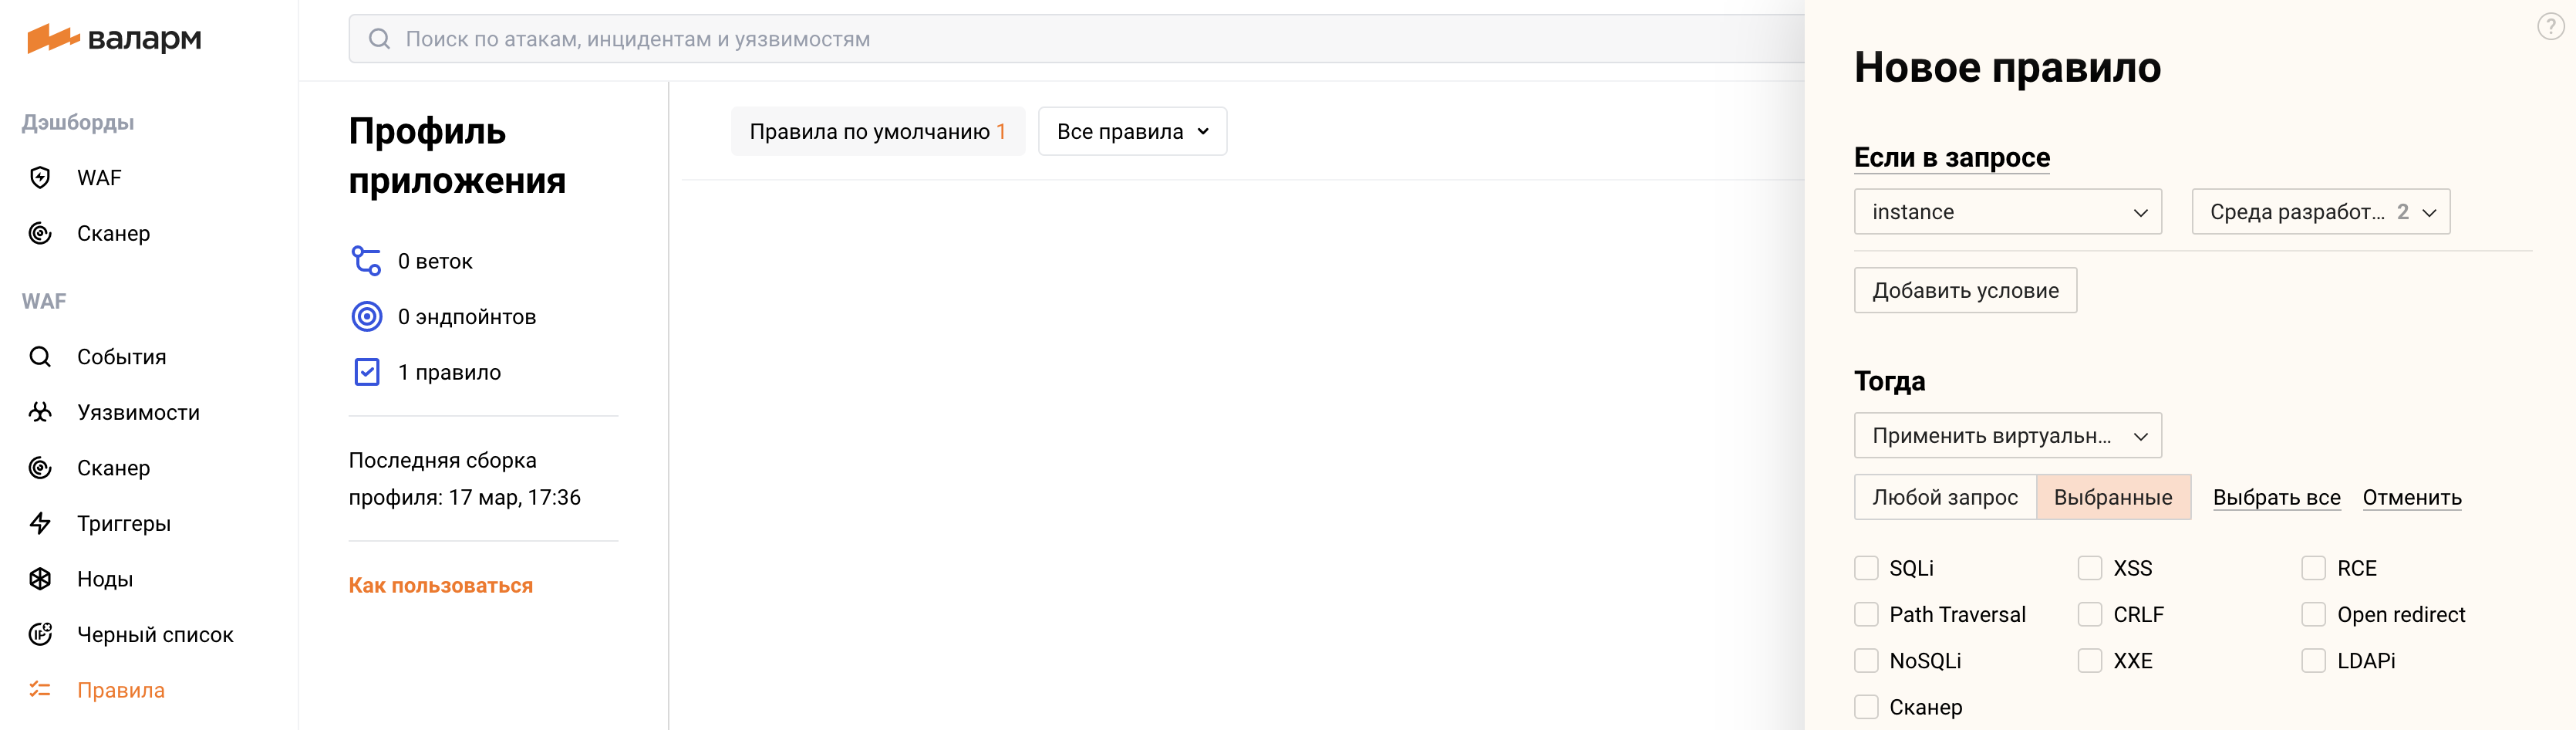 валарм
Дэшборды
WAF
Сканер
WAF
События
Уязвимости
Сканер
Триггеры
Ноды
Черный список
Правила
Поиск по атакам, инцидентам и уязвимостям
Профиль
приложения
0 веток
0 эндпойнтов
1 правило
Последняя сборка
профиля: 17 мар, 17:36
Как пользоваться
Правила по умолчанию 1
Все правила
?
Новое правило
Если в запросе
instance
Среда разработ... 2
Добавить условие
Тогда
Применить виртуальн...
Любой запрос Выбранные Выбрать все Отменить
SQLi XSS RCE
Path Traversal CRLF Open redirect
NoSQLi XXE LDAPi
Сканер